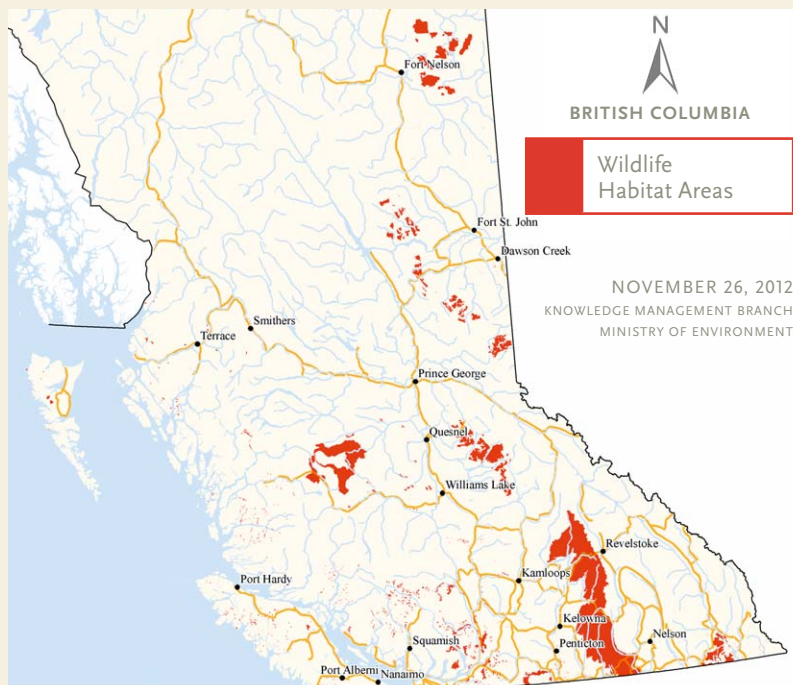 N
BRITISH COLUMBIA
Wildlife
Habitat Areas
NOVEMBER 26, 2012
KNOWLEDGE MANAGEMENT BRANCH
MINISTRY OF ENVIRONMENT
Fort Nelson
Fort St. John
Dawson Creek
Smithers
Terrace
Prince George
Quesnel
Williams Lake
Revelstoke
Kamloops
Port Hardy
Kelowna
Nelson
Squamish
Penticton
Port Alberni
Nanaimo